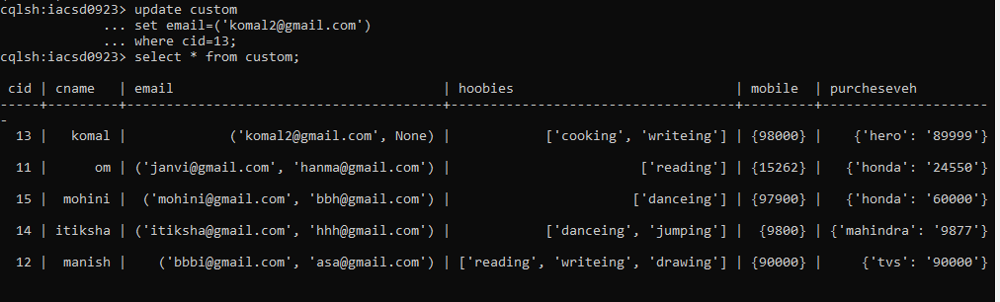 cqlsh:iacsd0923> update custom
... set email=('komal2@gmail.com')
... where cid=13;
cqlsh:iacsd0923> select * from custom;
cid | cname | email | hoobies | mobile | purcheseveh
-----+---------+---------------------------------------+-----------------------------------+---------+---------------------
-
13 | komal | ('komal2@gmail.com', None) | ['cooking', 'writeing'] | {98000} | {'hero': '89999'}
11 | om | ('janvi@gmail.com', 'hanma@gmail.com') | ['reading'] | {15262} | {'honda': '24550'}
15 | mohini | ('mohini@gmail.com', 'bbh@gmail.com') | ['danceing'] | {97900} | {'honda': '60000'}
14 | itiksha | ('itiksha@gmail.com', 'hhh@gmail.com') | ['danceing', 'jumping'] | {9800} | {'mahindra': '9877'}
12 | manish | ('bbbi@gmail.com', 'asa@gmail.com') | ['reading', 'writeing', 'drawing'] | {90000} | {'tvs': '90000'}